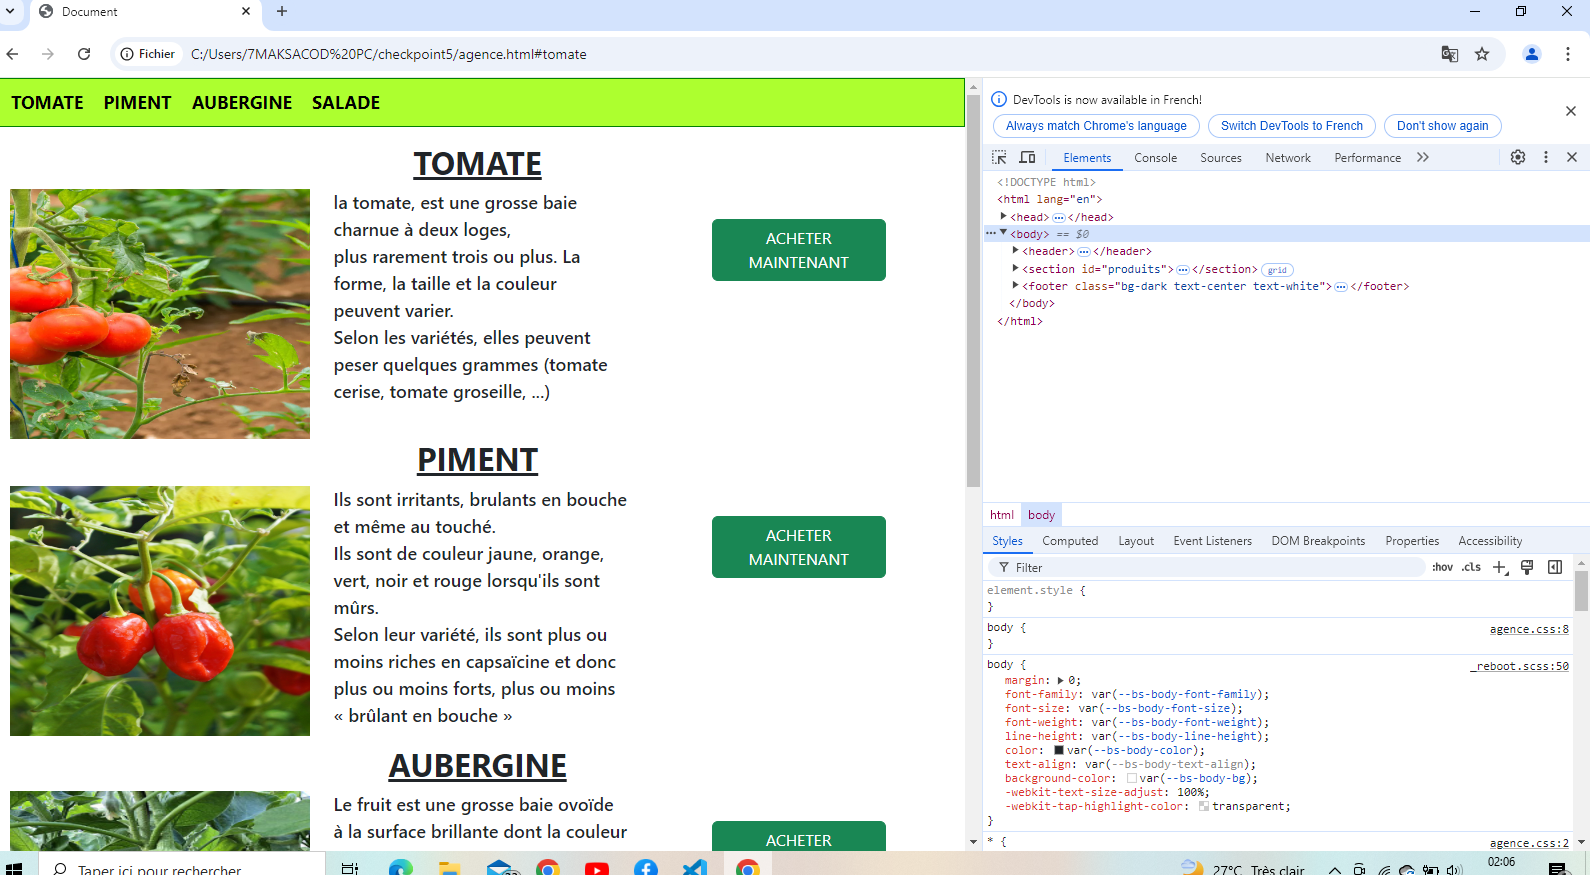 Document
Fichier
C:/Users/7MAKSACOD%20PC/checkpoint5/agence.html#tomate
TOMATE PIMENT AUBERGINE SALADE
TOMATE
la tomate, est une grosse baie
charnue à deux loges,
plus rarement trois ou plus. La
forme, la taille et la couleur
peuvent varier.
Selon les variétés, elles peuvent
peser quelques grammes (tomate
cerise, tomate groseille, ...)
ACHETER
MAINTENANT
PIMENT
Ils sont irritants, brulants en bouche
et même au touché.
Ils sont de couleur jaune, orange,
vert, noir et rouge lorsqu'ils sont
mûrs.
Selon leur variété, ils sont plus ou
moins riches en capsaïcine et donc
plus ou moins forts, plus ou moins
« brûlant en bouche »
ACHETER
MAINTENANT
AUBERGINE
Le fruit est une grosse baie ovoïde
à la surface brillante dont la couleur
ACHETER
DevTools is now available in French!
Always match Chrome's language Switch DevTools to French Don't show again
Elements Console Sources Network Performance
<!DOCTYPE html>
<html lang="en">
<head>…</head>
<body> == $0
<header>…</header>
<section id="produits">…</section> grid
<footer class="bg-dark text-center text-white">…</footer>
</body>
</html>
html body
Styles Computed Layout Event Listeners DOM Breakpoints Properties Accessibility
Filter :hov .cls
element.style {
}
body { agence.css:8
}
body { _reboot.scss:50
margin: 0;
font-family: var(--bs-body-font-family);
font-size: var(--bs-body-font-size);
font-weight: var(--bs-body-font-weight);
line-height: var(--bs-body-line-height);
color: var(--bs-body-color);
text-align: var(--bs-body-text-align);
background-color: var(--bs-body-bg);
-webkit-text-size-adjust: 100%;
-webkit-tap-highlight-color: transparent;
}
* { agence.css:2
Taper ici pour rechercher
27°C Très clair
02:06